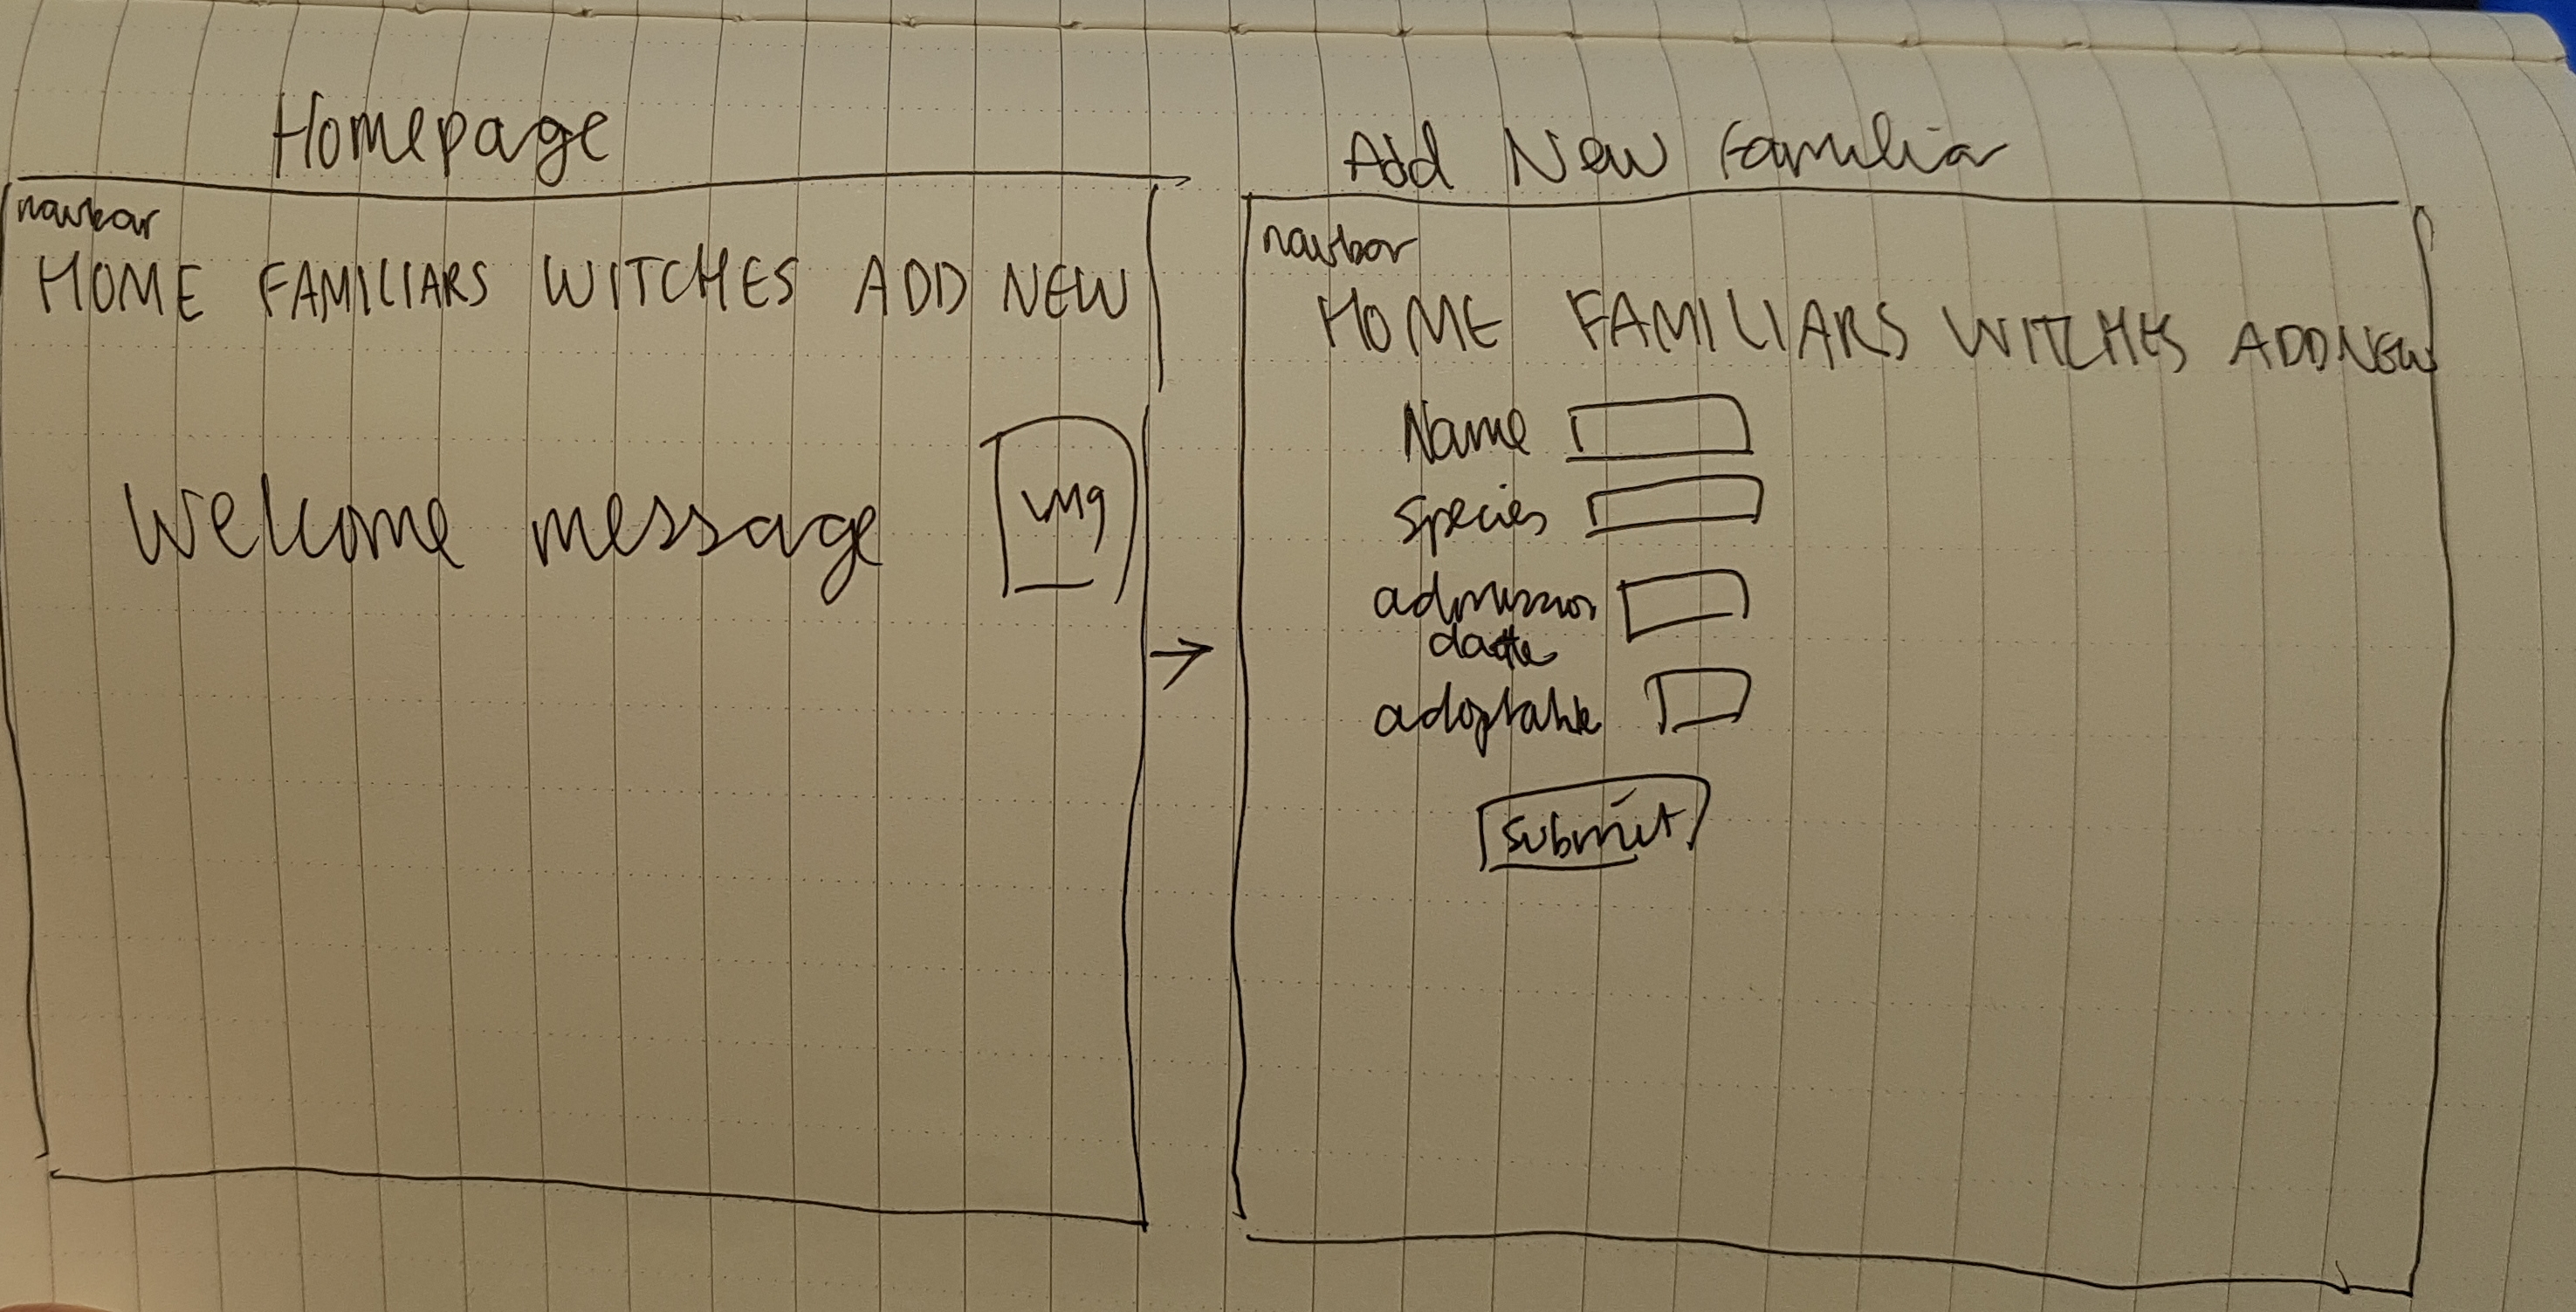 Homepage
navbar
HOME FAMILIARS WITCHES ADD NEW
Welcome message
img
Add New Familiar
navbar
HOME FAMILIARS WITCHES ADD NEW
Name
Species
admission
date
adoptable
submit